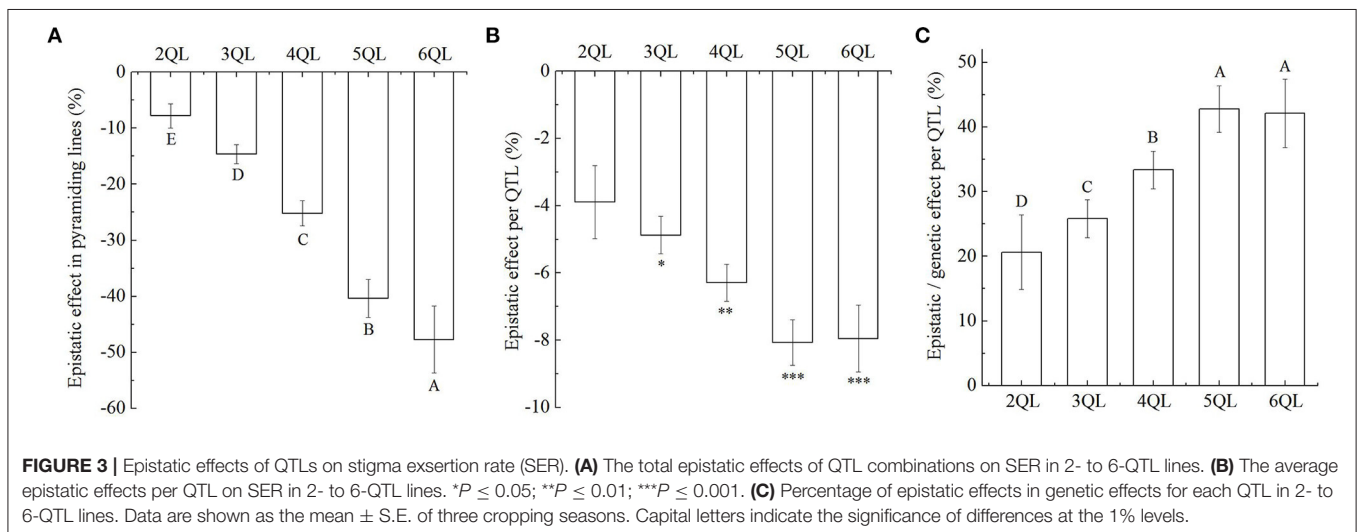 A
2QL 3QL 4QL 5QL 6QL
Epistatic effect in pyramiding lines (%)
0
-10
-20
-30
-40
-50
-60
E
D
C
B
A
B
2QL 3QL 4QL 5QL 6QL
Epistatic effect per QTL (%)
0
-2
-4
-6
-8
-10
*
**
***
***
C
Epistatic / genetic effect per QTL (%)
50
40
30
20
10
0
D
C
B
A
A
2QL 3QL 4QL 5QL 6QL
FIGURE 3 | Epistatic effects of QTLs on stigma exsertion rate (SER). (A) The total epistatic effects of QTL combinations on SER in 2- to 6-QTL lines. (B) The average
epistatic effects per QTL on SER in 2- to 6-QTL lines. *P ≤ 0.05; **P ≤ 0.01; ***P ≤ 0.001. (C) Percentage of epistatic effects in genetic effects for each QTL in 2- to
6-QTL lines. Data are shown as the mean ± S.E. of three cropping seasons. Capital letters indicate the significance of differences at the 1% levels.